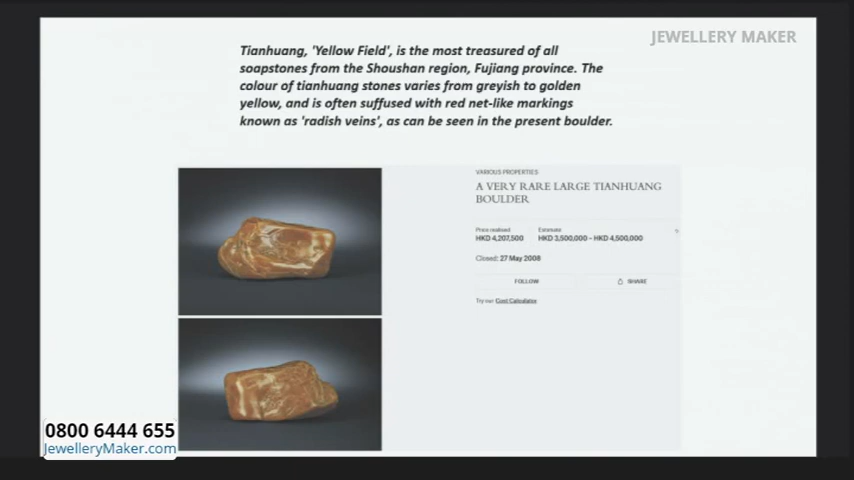 JEWELLERY MAKER
Tianhuang, 'Yellow Field', is the most treasured of all
soapstones from the Shoushan region, Fujiang province. The
colour of tianhuang stones varies from greyish to golden
yellow, and is often suffused with red net-like markings
known as 'radish veins', as can be seen in the present boulder.
VARIOUS PROPERTIES
A VERY RARE LARGE TIANHUANG
BOULDER
Price realised Estimate
HKD 4,207,500 HKD 3,500,000 - HKD 4,500,000
Closed: 27 May 2008
FOLLOW SHARE
Try our Cost Calculator
0800 6444 655
JewelleryMaker.com